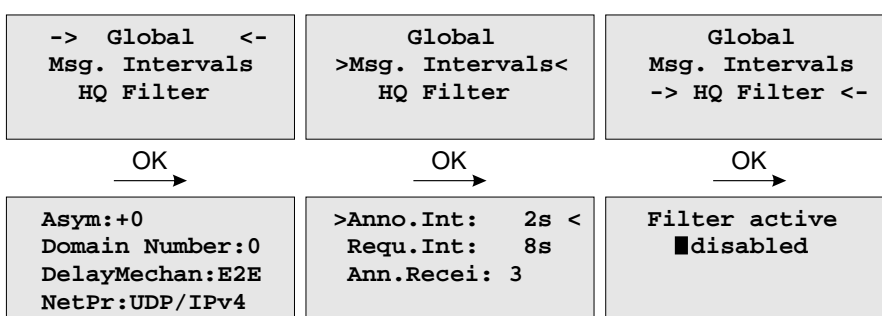 -> Global <-
Msg. Intervals
HQ Filter
Global
>Msg. Intervals<
HQ Filter
Global
Msg. Intervals
-> HQ Filter <-
OK
OK
OK
Asym:+0
Domain Number:0
DelayMechan:E2E
NetPr:UDP/IPv4
>Anno.Int: 2s <
Requ.Int: 8s
Ann.Recei: 3
Filter active
disabled